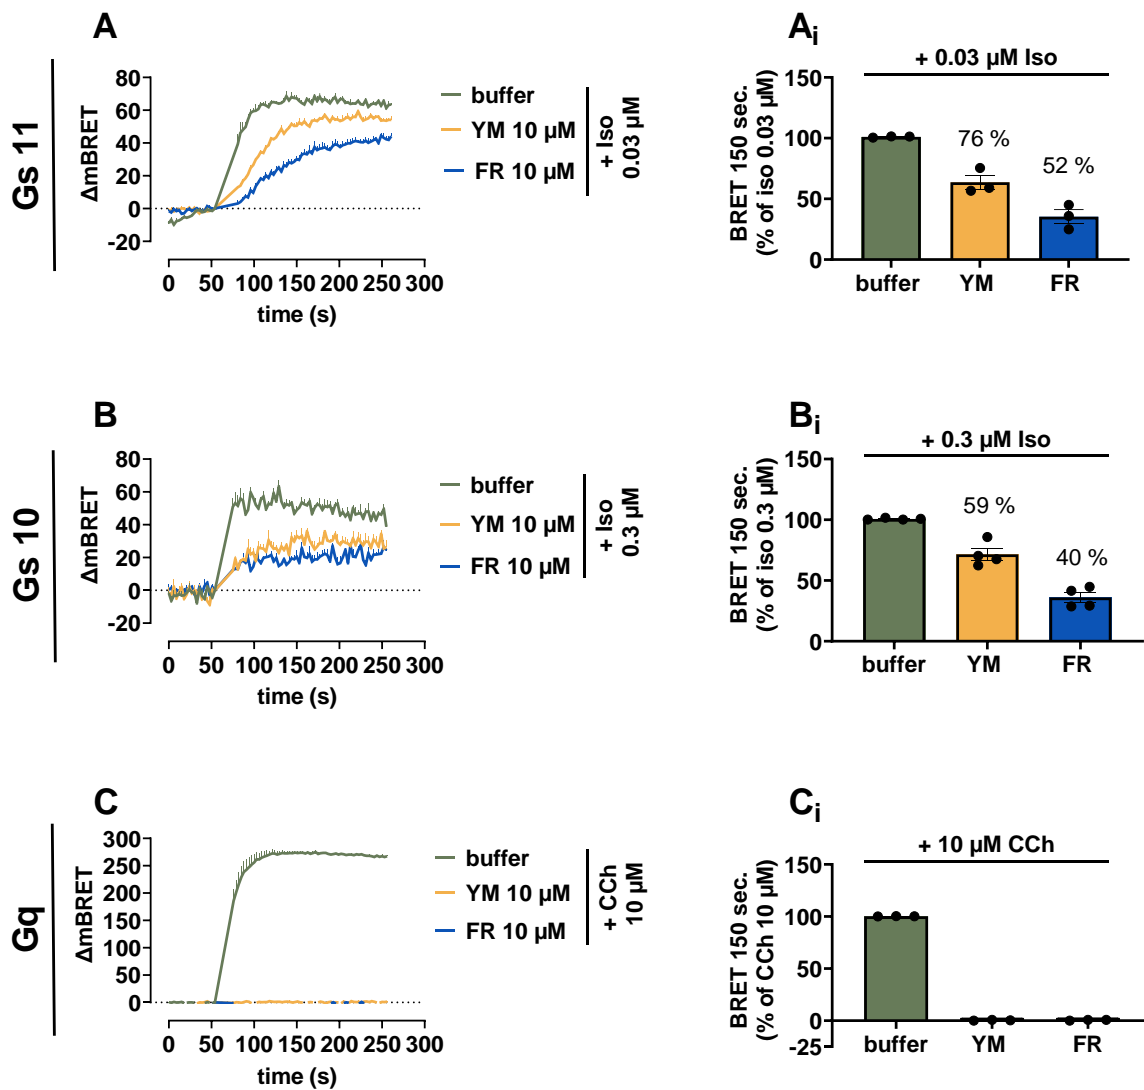 A
Gs 11
ΔmBRET
80
60
40
20
0
-20
0 50 100 150 200 250 300
time (s)
buffer
YM 10 µM
FR 10 µM
+ Iso
0.03 µM
Ai
+ 0.03 µM Iso
BRET 150 sec.
(% of iso 0.03 µM)
150
100
50
0
76 %
52 %
buffer YM FR
B
Gs 10
ΔmBRET
80
60
40
20
0
-20
0 50 100 150 200 250 300
time (s)
buffer
YM 10 µM
FR 10 µM
+ Iso
0.3 µM
Bi
+ 0.3 µM Iso
BRET 150 sec.
(% of iso 0.3 µM)
150
100
50
0
59 %
40 %
buffer YM FR
C
Gq
ΔmBRET
300
250
200
150
100
50
0
0 50 100 150 200 250 300
time (s)
buffer
YM 10 µM
FR 10 µM
+ CCh
10 µM
Ci
+ 10 µM CCh
BRET 150 sec.
(% of CCh 10 µM)
150
100
50
0
-25
buffer YM FR